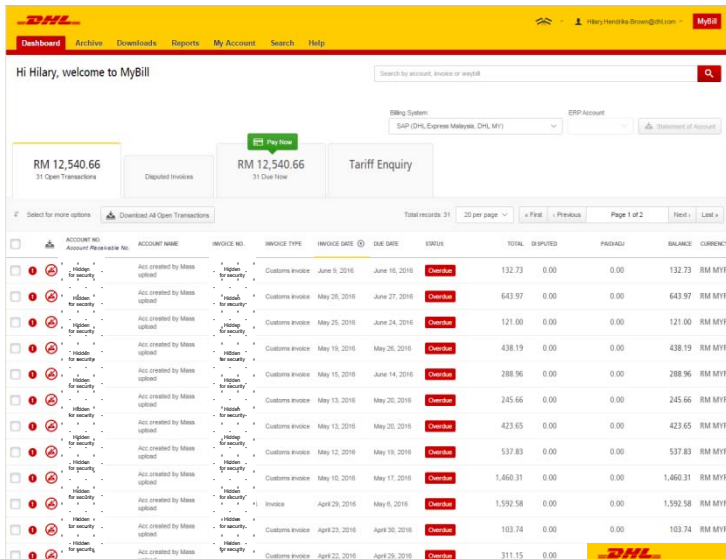 DHL
Hilary.Hendrika-Brown@dhl.com
MyBill
Dashboard Archive Downloads Reports My Account Search Help
Hi Hilary, welcome to MyBill
Search by account, invoice or waybill
Billing System: ERP Account
SAP (DHL Express Malaysia, DHL MY) Statement of Account
Pay Now
RM 12,540.66 RM 12,540.66 Tariff Enquiry
31 Open Transactions Disputed Invoices 31 Due Now
Select for more options Download All Open Transactions Total records: 31 20 per page « First ‹ Previous Page 1 of 2 Next › Last »
ACCOUNT NO. ACCOUNT NAME INVOICE NO. INVOICE TYPE INVOICE DATE DUE DATE STATUS TOTAL DISPUTED PAID/ADJ BALANCE CURRENC
Account Receivable No.
Hidden for security Acc.created by Mass upload Hidden for security Customs invoice June 9, 2016 June 16, 2016 Overdue 132.73 0.00 0.00 132.73 RM MYR
Hidden for security Acc.created by Mass upload Hidden for security Customs invoice May 28, 2016 June 27, 2016 Overdue 643.97 0.00 0.00 643.97 RM MYR
Hidden for security Acc.created by Mass upload Hidden for security Customs invoice May 25, 2016 June 24, 2016 Overdue 121.00 0.00 0.00 121.00 RM MYR
Hidden for security Acc.created by Mass upload Hidden for security Customs invoice May 19, 2016 May 26, 2016 Overdue 438.19 0.00 0.00 438.19 RM MYR
Hidden for security Acc.created by Mass upload Hidden for security Customs invoice May 15, 2016 June 14, 2016 Overdue 288.96 0.00 0.00 288.96 RM MYR
Hidden for security Acc.created by Mass upload Hidden for security Customs invoice May 13, 2016 May 20, 2016 Overdue 245.66 0.00 0.00 245.66 RM MYR
Hidden for security Acc.created by Mass upload Hidden for security Customs invoice May 13, 2016 May 20, 2016 Overdue 423.65 0.00 0.00 423.65 RM MYR
Hidden for security Acc.created by Mass upload Hidden for security Customs invoice May 12, 2016 May 19, 2016 Overdue 537.83 0.00 0.00 537.83 RM MYR
Hidden for security Acc.created by Mass upload Hidden for security Customs invoice May 10, 2016 May 17, 2016 Overdue 1,460.31 0.00 0.00 1,460.31 RM MYR
Hidden for security Acc.created by Mass upload Hidden for security Invoice April 29, 2016 May 6, 2016 Overdue 1,592.58 0.00 0.00 1,592.58 RM MYR
Hidden for security Acc.created by Mass upload Hidden for security Customs invoice April 23, 2016 April 30, 2016 Overdue 103.74 0.00 0.00 103.74 RM MYR
Hidden for security Acc.created by Mass Hidden for security Customs invoice April 22, 2016 April 29, 2016 Overdue 311.15 0.00
DHL